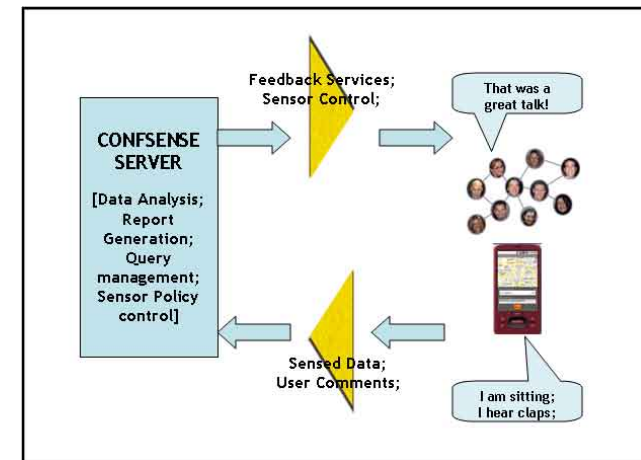 Feedback Services;
Sensor Control;
That was a
great talk!
CONFSENSE
SERVER
[Data Analysis;
Report
Generation;
Query
management;
Sensor Policy
control]
Sensed Data;
User Comments;
I am sitting;
I hear claps;